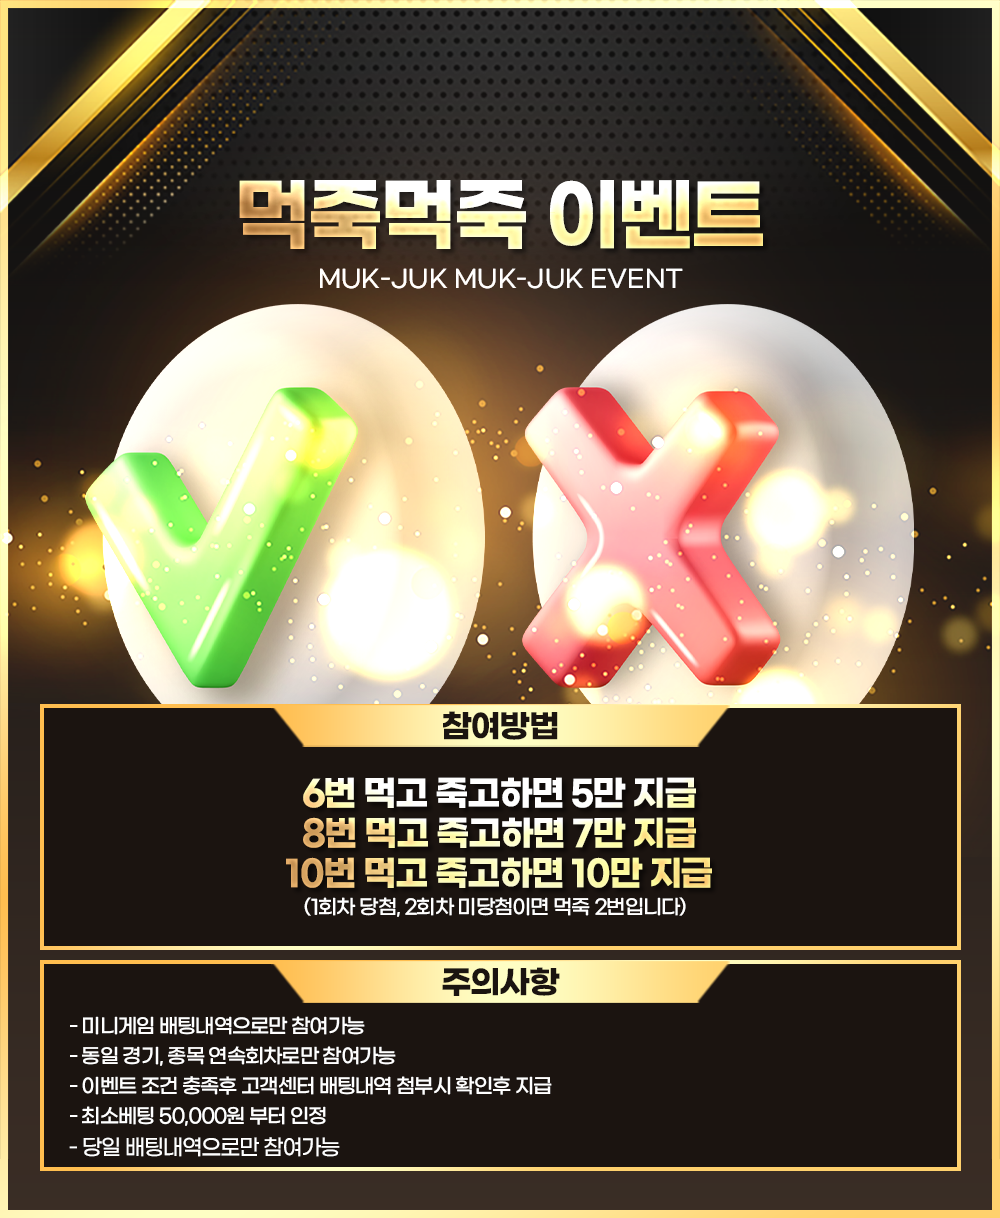 먹죽먹죽 이벤트
MUK-JUK MUK-JUK EVENT
참여방법
6번 먹고 죽고하면 5만 지급
8번 먹고 죽고하면 7만 지급
10번 먹고 죽고하면 10만 지급
(1회차 당첨, 2회차 미당첨이면 먹죽 2번입니다)
주의사항
- 미니게임 배팅내역으로만 참여가능
- 동일 경기, 종목 연속회차로만 참여가능
- 이벤트 조건 충족후 고객센터 배팅내역 첨부시 확인후 지급
- 최소베팅 50,000원 부터 인정
- 당일 배팅내역으로만 참여가능